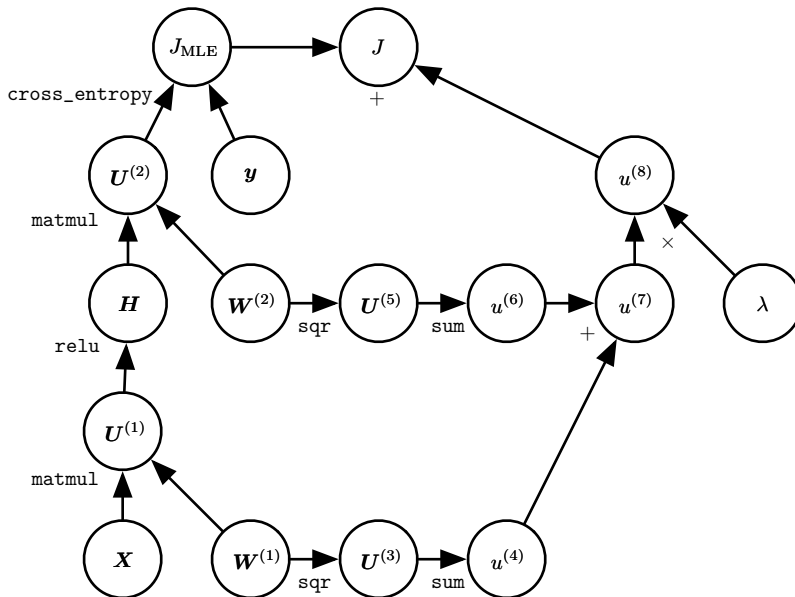 J_MLE J
cross_entropy +
U^(2) y u^(8)
matmul ×
H W^(2) U^(5) u^(6) u^(7) λ
relu sqr sum +
U^(1)
matmul
X W^(1) U^(3) u^(4)
sqr sum